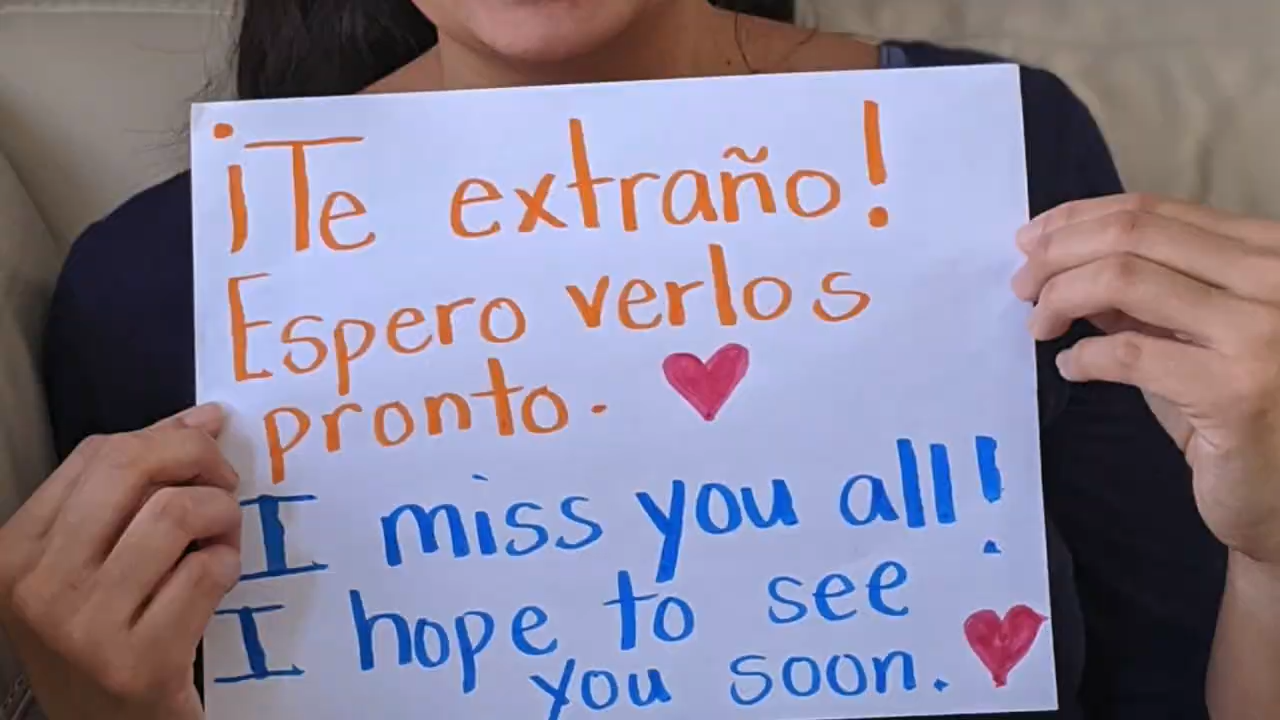 ¡Te extraño!
Espero verlos
pronto.
I miss you all!
I hope to see
you soon.